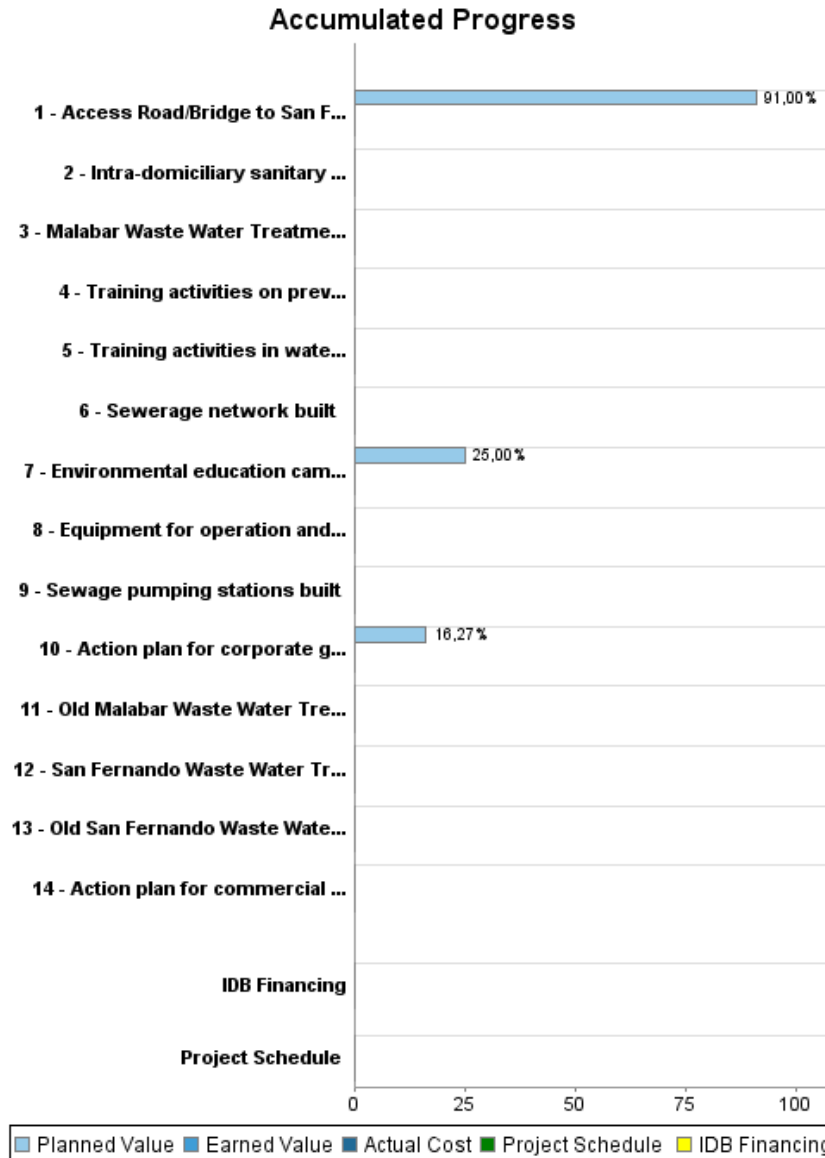 Accumulated Progress
1 - Access Road/Bridge to San F...
91,00%
2 - Intra-domiciliary sanitary ...
3 - Malabar Waste Water Treatme...
4 - Training activities on prev...
5 - Training activities in wate...
6 - Sewerage network built
7 - Environmental education cam...
25,00%
8 - Equipment for operation and...
9 - Sewage pumping stations built
10 - Action plan for corporate g...
16,27%
11 - Old Malabar Waste Water Tre...
12 - San Fernando Waste Water Tr...
13 - Old San Fernando Waste Wate...
14 - Action plan for commercial ...
IDB Financing
Project Schedule
0 25 50 75 100
Planned Value Earned Value Actual Cost Project Schedule IDB Financing